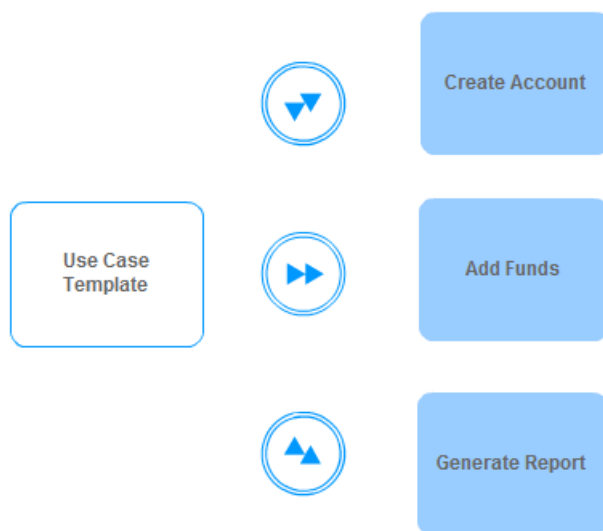 Create Account
Use Case
Template
Add Funds
Generate Report